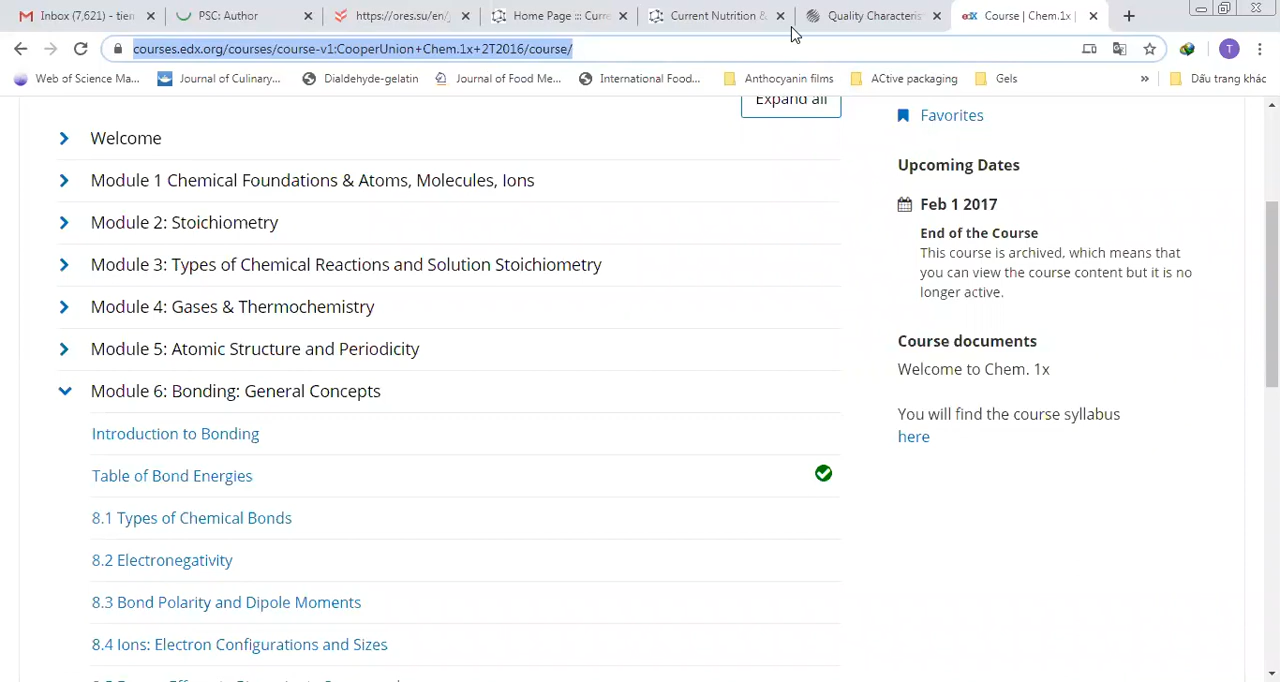 Inbox (7,621) - tien
PSC: Author
https://ores.su/en/j
Home Page ::: Curre
Current Nutrition &
Quality Characteris
Course | Chem.1x |
courses.edx.org/courses/course-v1:CooperUnion+Chem-1x+2T2016/course/
T
Web of Science Ma...
Journal of Culinary...
Dialdehyde-gelatin
Journal of Food Me...
International Food...
Anthocyanin films
ACtive packaging
Gels
»
Dấu trang khác
Expand all
Welcome
Module 1 Chemical Foundations & Atoms, Molecules, Ions
Module 2: Stoichiometry
Module 3: Types of Chemical Reactions and Solution Stoichiometry
Module 4: Gases & Thermochemistry
Module 5: Atomic Structure and Periodicity
Module 6: Bonding: General Concepts
Introduction to Bonding
Table of Bond Energies
8.1 Types of Chemical Bonds
8.2 Electronegativity
8.3 Bond Polarity and Dipole Moments
8.4 Ions: Electron Configurations and Sizes
Favorites
Upcoming Dates
Feb 1 2017
End of the Course
This course is archived, which means that
you can view the course content but it is no
longer active.
Course documents
Welcome to Chem. 1x
You will find the course syllabus
here